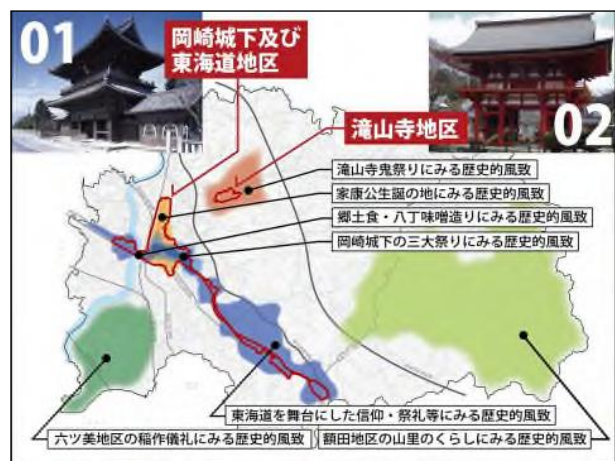 01
岡崎城下及び
東海道地区
02
滝山寺地区
滝山寺鬼祭りにみる歴史的風致
家康公生誕の地にみる歴史的風致
郷土食・八丁味噌造りにみる歴史的風致
岡崎城下の三大祭りにみる歴史的風致
東海道を舞台にした信仰・祭礼等にみる歴史的風致
六ツ美地区の稲作儀礼にみる歴史的風致
額田地区の山里のくらしにみる歴史的風致